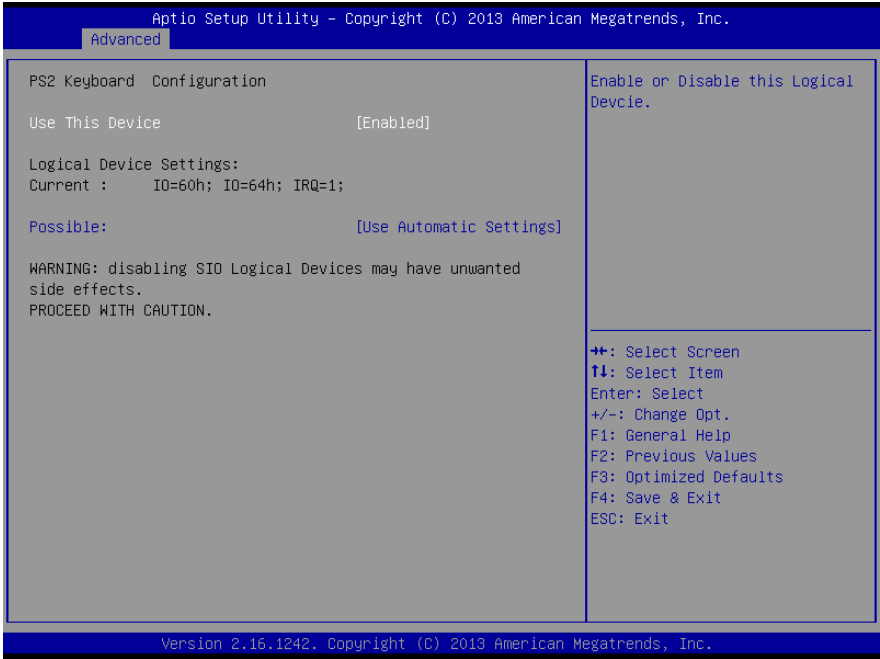 Aptio Setup Utility – Copyright (C) 2013 American Megatrends, Inc.
Advanced
PS2 Keyboard Configuration
Use This Device [Enabled]
Logical Device Settings:
Current : IO=60h; IO=64h; IRQ=1;
Possible: [Use Automatic Settings]
WARNING: disabling SIO Logical Devices may have unwanted
side effects.
PROCEED WITH CAUTION.
Enable or Disable this Logical
Devcie.
→←: Select Screen
↑↓: Select Item
Enter: Select
+/-: Change Opt.
F1: General Help
F2: Previous Values
F3: Optimized Defaults
F4: Save & Exit
ESC: Exit
Version 2.16.1242. Copyright (C) 2013 American Megatrends, Inc.